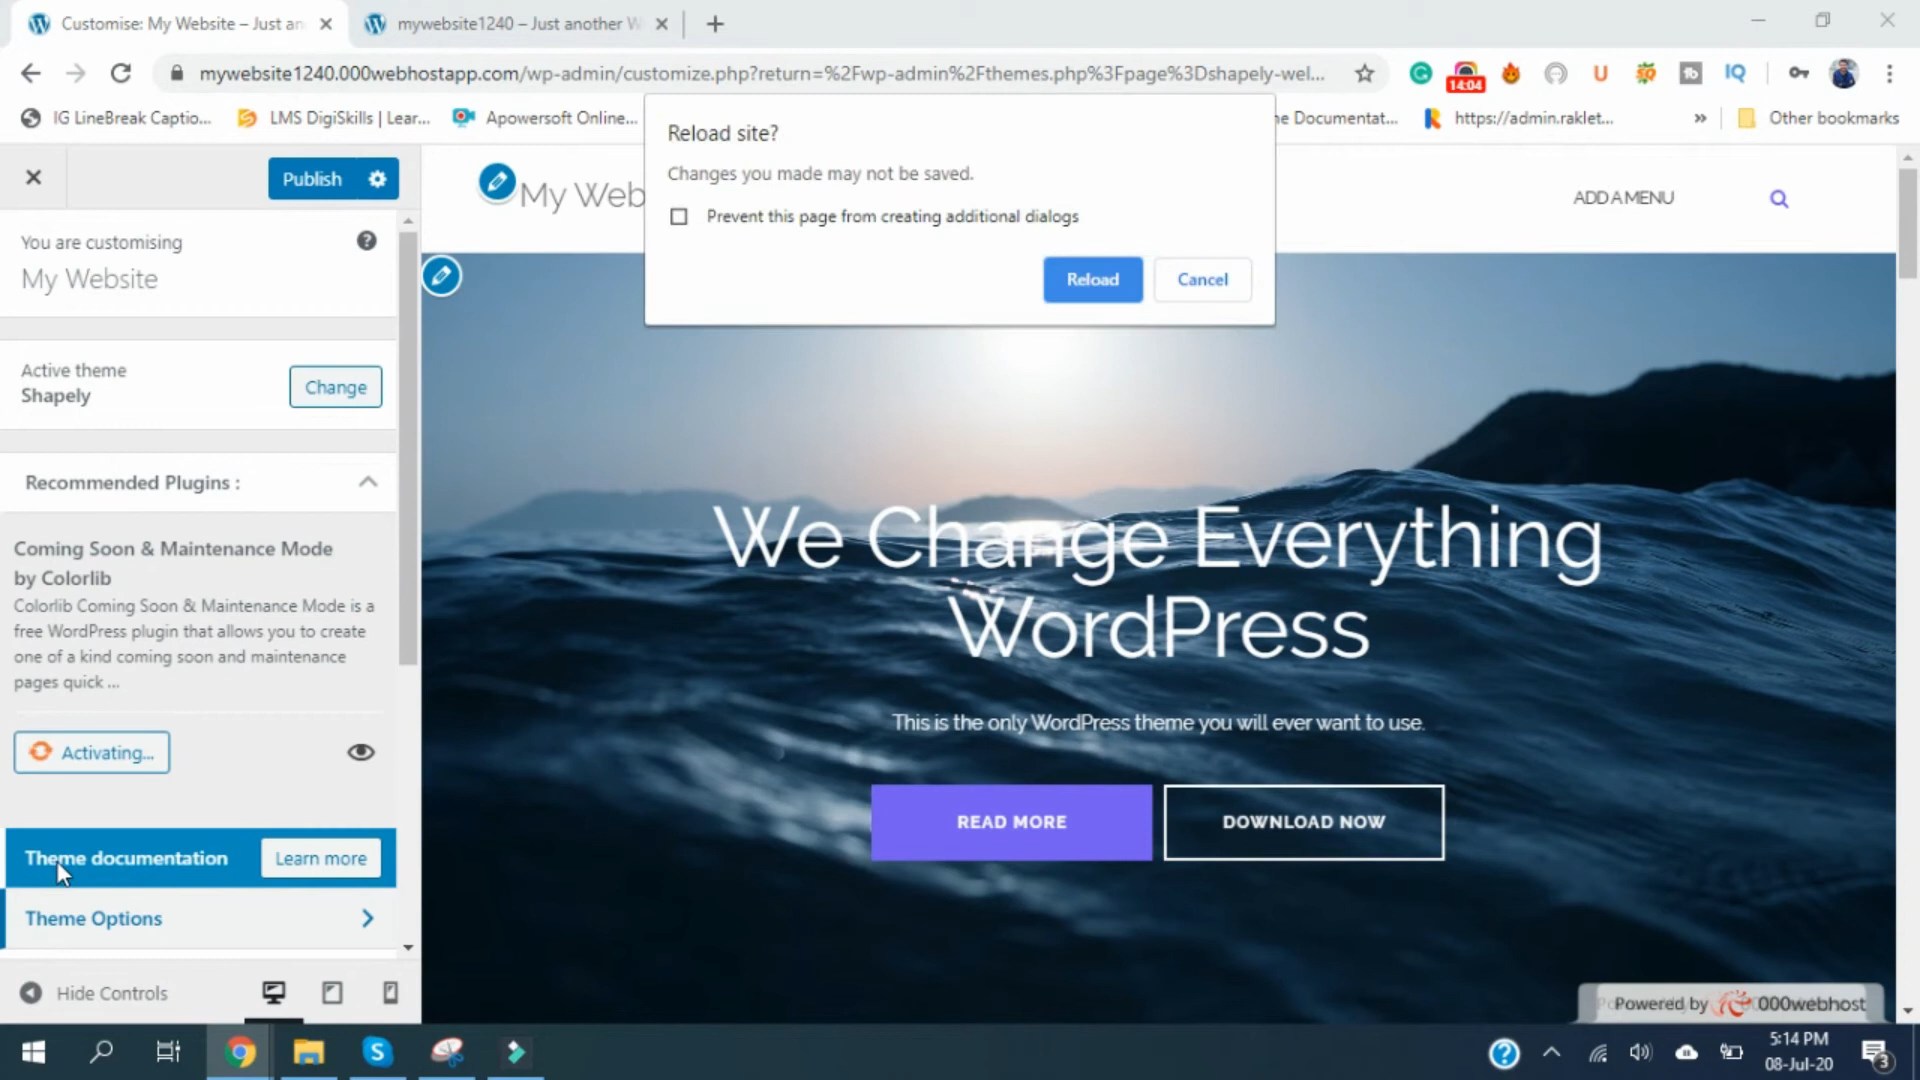 Customise: My Website – Just an
mywebsite1240 – Just another W
mywebsite1240.000webhostapp.com/wp-admin/customize.php?return=%2Fwp-admin%2Fthemes.php%3Fpage%3Dshapely-wel...
14:04
U
IQ
IG LineBreak Captio...
LMS DigiSkills | Lear...
Apowersoft Online...
ne Documentat...
https://admin.raklet...
»
Other bookmarks
Reload site?
Changes you made may not be saved.
Prevent this page from creating additional dialogs
Reload
Cancel
Publish
You are customising
My Website
Active theme
Shapely
Change
Recommended Plugins :
Coming Soon & Maintenance Mode
by Colorlib
Colorlib Coming Soon & Maintenance Mode is a
free WordPress plugin that allows you to create
one of a kind coming soon and maintenance
pages quick ...
Activating...
Theme documentation
Learn more
Theme Options
Hide Controls
My Web
ADD A MENU
We Change Everything
WordPress
This is the only WordPress theme you will ever want to use.
READ MORE
DOWNLOAD NOW
Powered by 000webhost
5:14 PM
08-Jul-20
3